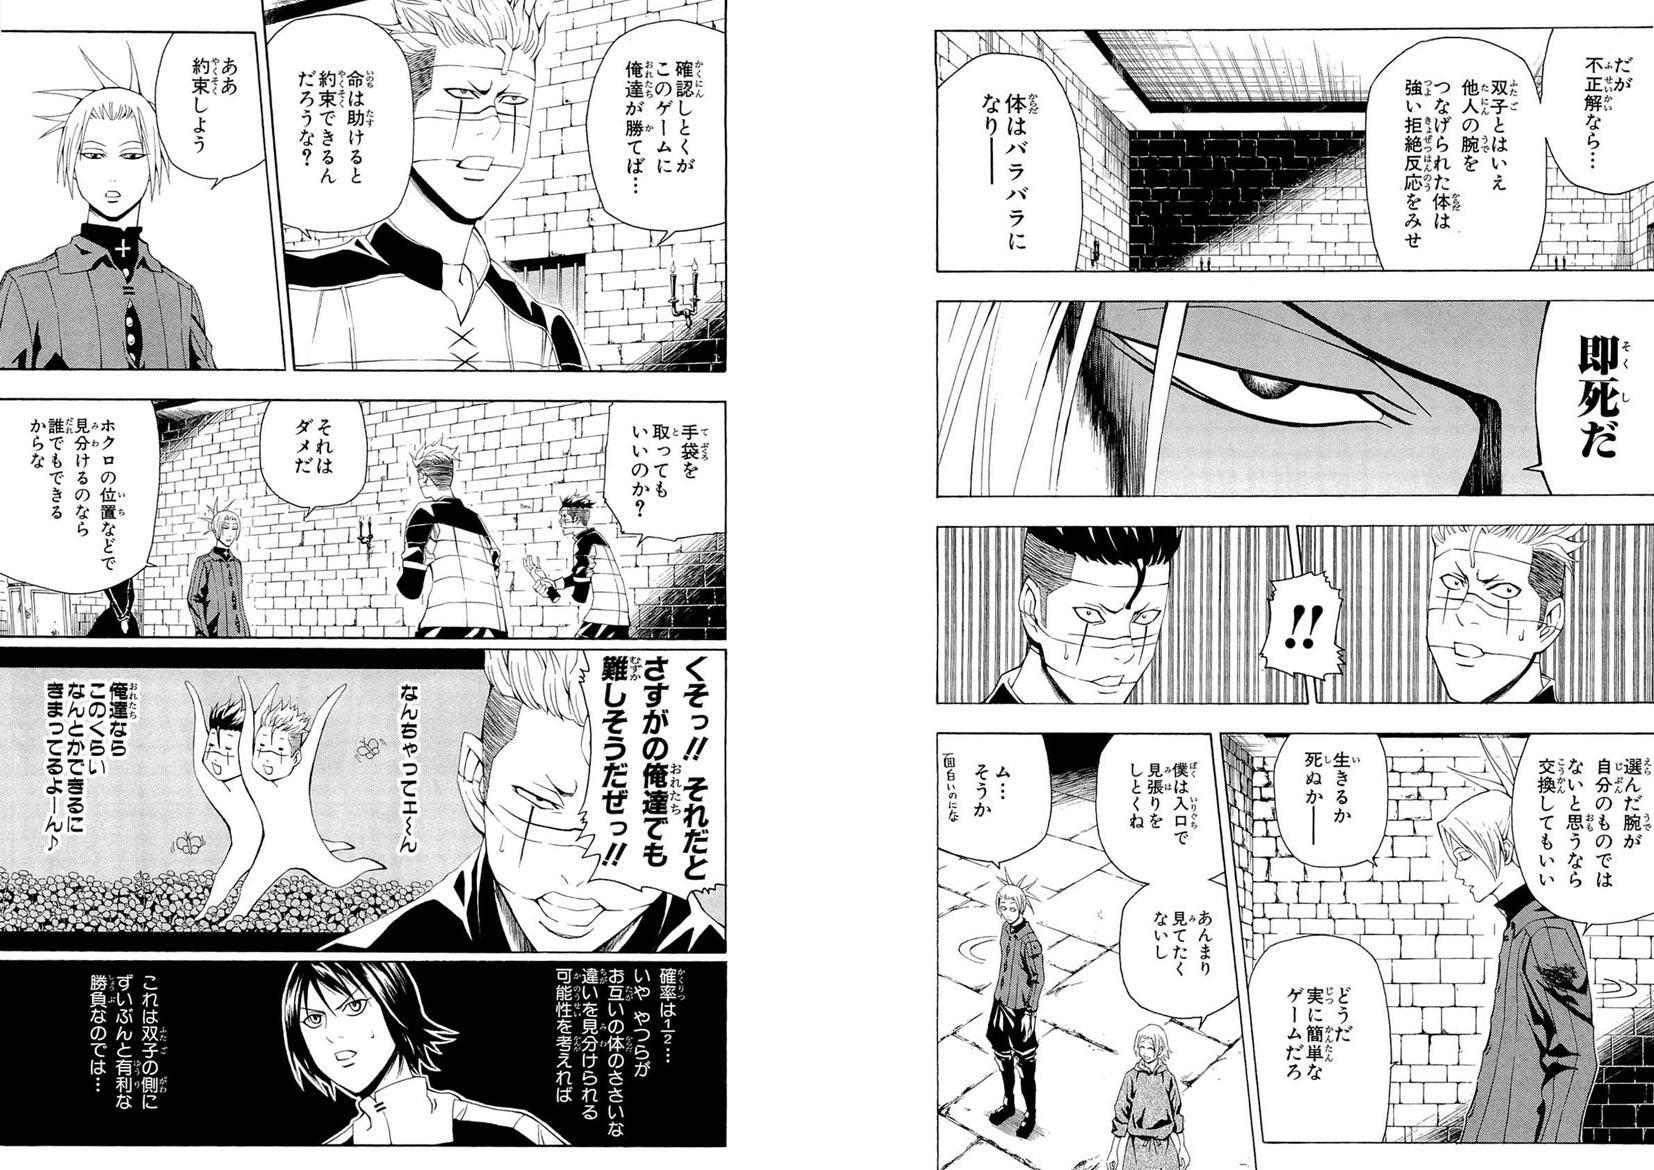 だが
不正解なら…
双子とはいえ
他人の腕を
つなげられた体は
強い拒絶反応をみせ
体はバラバラに
なり――
即死だ
!!
選んだ腕が
自分のものでは
ないと思うなら
交換してもいい
生きるか
死ぬか――
どうだ
実に簡単な
ゲームだろ
僕は入口で
見張りを
しとくね
あんまり
見てたく
ないし
ム…
そうか
面白いのにな
確認しとくが
このゲームに
俺達が勝てば…
命は助けると
約束できるん
だろうな?
ああ
約束しよう
手袋を
取っても
いいのか?
それは
ダメだ
ホクロの位置などで
見分けるのなら
誰でもできる
からな
くそっ!! それだと
さすがの俺達でも
難しそうだぜっ!!
なんちゃってエ〜ん
俺達なら
このくらい
なんとかできるに
きまってるよーん♪
確率は1/2…
いや やつらが
お互いの体のささいな
違いを見分けられる
可能性を考えれば
これは双子の側に
ずいぶんと有利な
勝負なのでは…